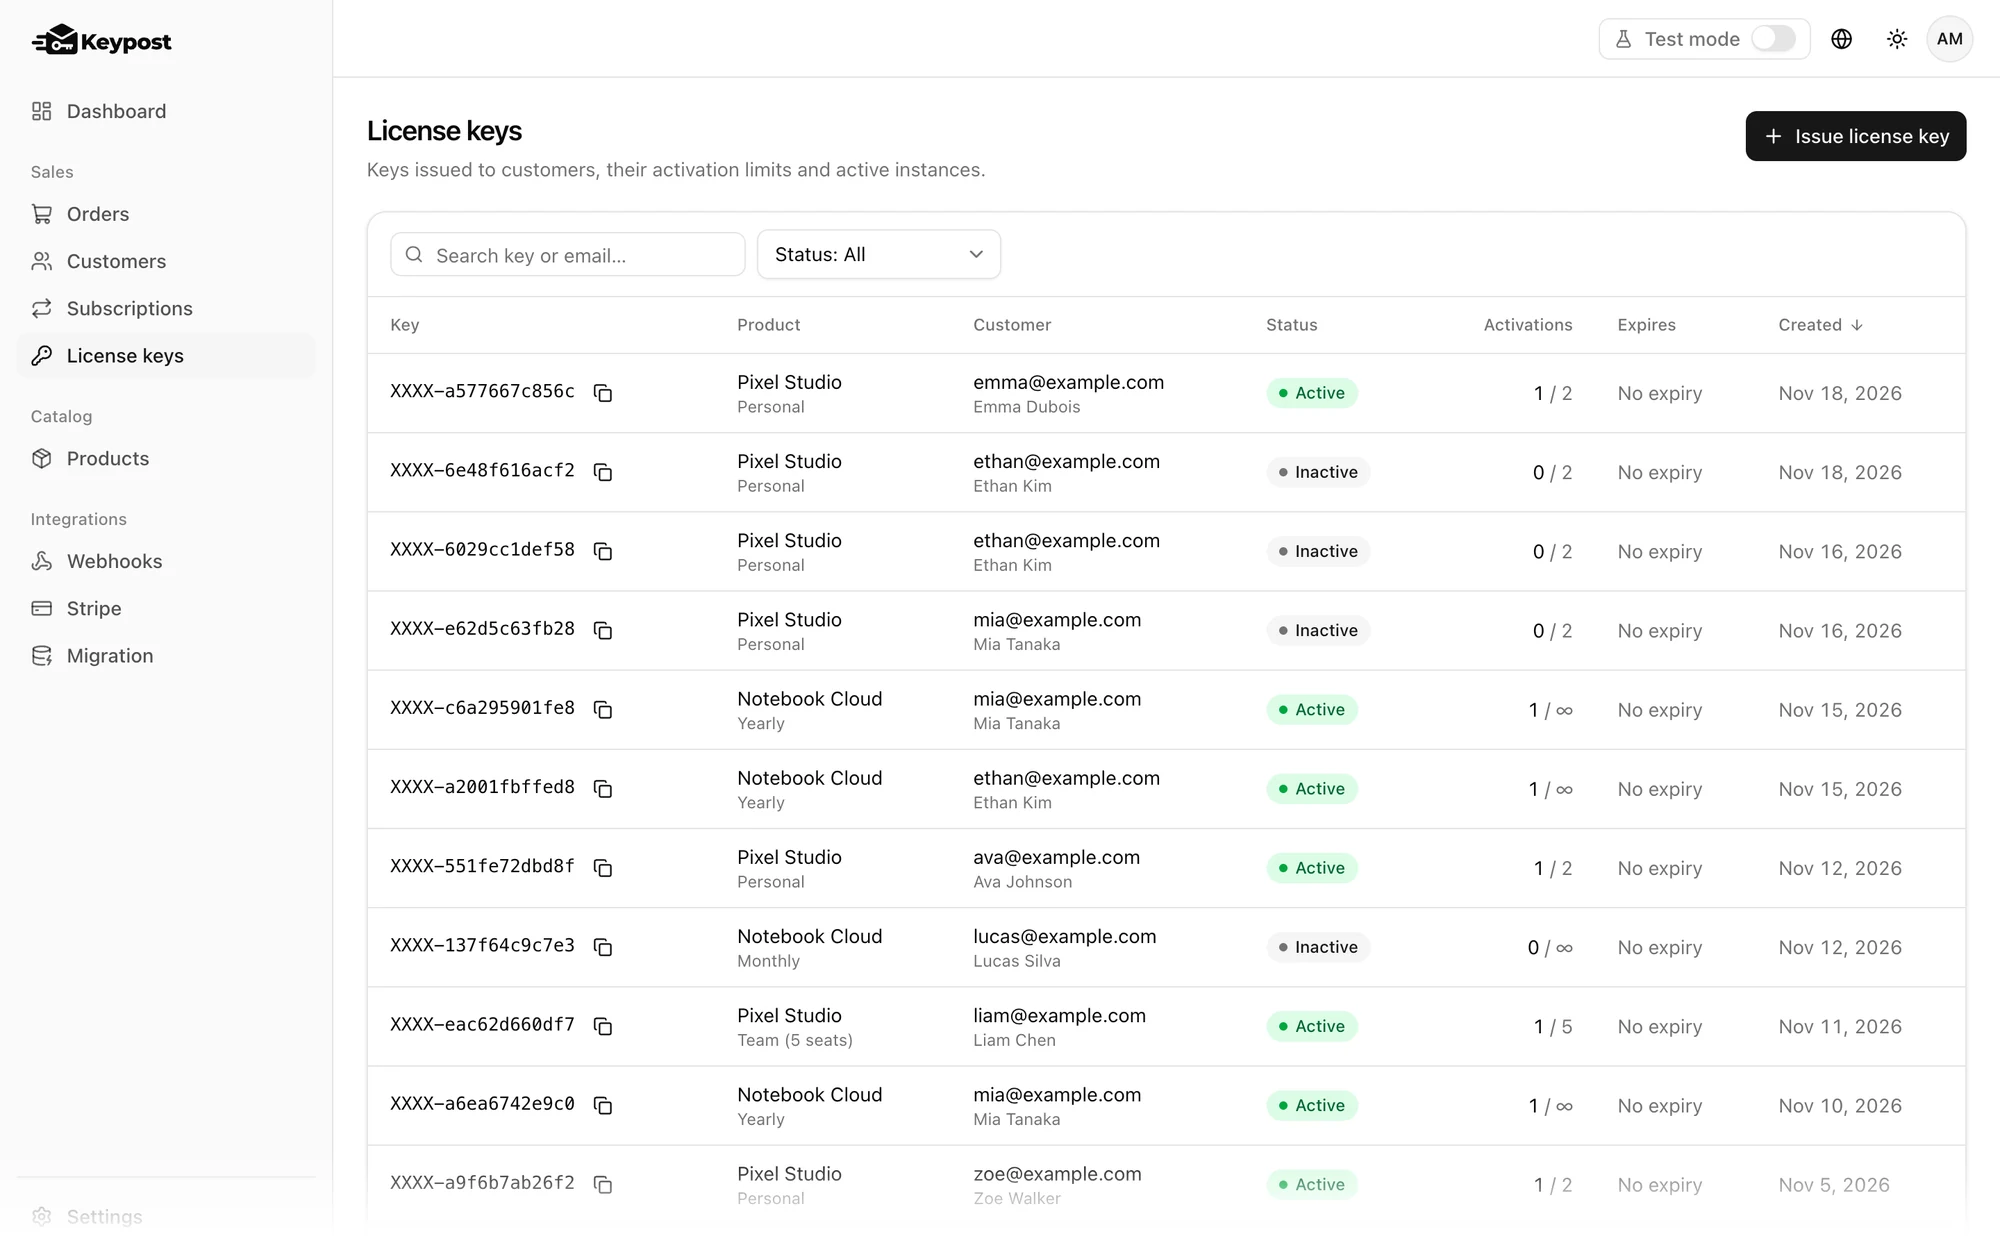 Keypost
Test mode
AM
Dashboard
Sales
Orders
Customers
Subscriptions
License keys
Catalog
Products
Integrations
Webhooks
Stripe
Migration
Settings
License keys
Keys issued to customers, their activation limits and active instances.
+ Issue license key
Search key or email...
Status: All
Key Product Customer Status Activations Expires Created ↓
XXXX-a577667c856c Pixel Studio emma@example.com Active 1 / 2 No expiry Nov 18, 2026
Personal Emma Dubois
XXXX-6e48f616acf2 Pixel Studio ethan@example.com Inactive 0 / 2 No expiry Nov 18, 2026
Personal Ethan Kim
XXXX-6029cc1def58 Pixel Studio ethan@example.com Inactive 0 / 2 No expiry Nov 16, 2026
Personal Ethan Kim
XXXX-e62d5c63fb28 Pixel Studio mia@example.com Inactive 0 / 2 No expiry Nov 16, 2026
Personal Mia Tanaka
XXXX-c6a295901fe8 Notebook Cloud mia@example.com Active 1 / ∞ No expiry Nov 15, 2026
Yearly Mia Tanaka
XXXX-a2001fbffed8 Notebook Cloud ethan@example.com Active 1 / ∞ No expiry Nov 15, 2026
Yearly Ethan Kim
XXXX-551fe72dbd8f Pixel Studio ava@example.com Active 1 / 2 No expiry Nov 12, 2026
Personal Ava Johnson
XXXX-137f64c9c7e3 Notebook Cloud lucas@example.com Inactive 0 / ∞ No expiry Nov 12, 2026
Monthly Lucas Silva
XXXX-eac62d660df7 Pixel Studio liam@example.com Active 1 / 5 No expiry Nov 11, 2026
Team (5 seats) Liam Chen
XXXX-a6ea6742e9c0 Notebook Cloud mia@example.com Active 1 / ∞ No expiry Nov 10, 2026
Yearly Mia Tanaka
XXXX-a9f6b7ab26f2 Pixel Studio zoe@example.com Active 1 / 2 No expiry Nov 5, 2026
Personal Zoe Walker